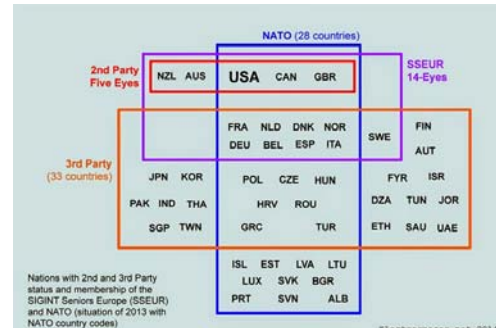 NATO (28 countries)
2nd Party
Five Eyes
SSEUR
14-Eyes
NZL AUS USA CAN GBR
FRA NLD DNK NOR
DEU BEL ESP ITA
SWE
FIN
AUT
3rd Party
(33 countries)
JPN KOR
PAK IND THA
SGP TWN
POL CZE HUN
HRV ROU
GRC TUR
FYR ISR
DZA TUN JOR
ETH SAU UAE
ISL EST LVA LTU
LUX SVK BGR
PRT SVN ALB
Nations with 2nd and 3rd Party
status and membership of the
SIGINT Seniors Europe (SSEUR)
and NATO (situation of 2013 with
NATO country codes)